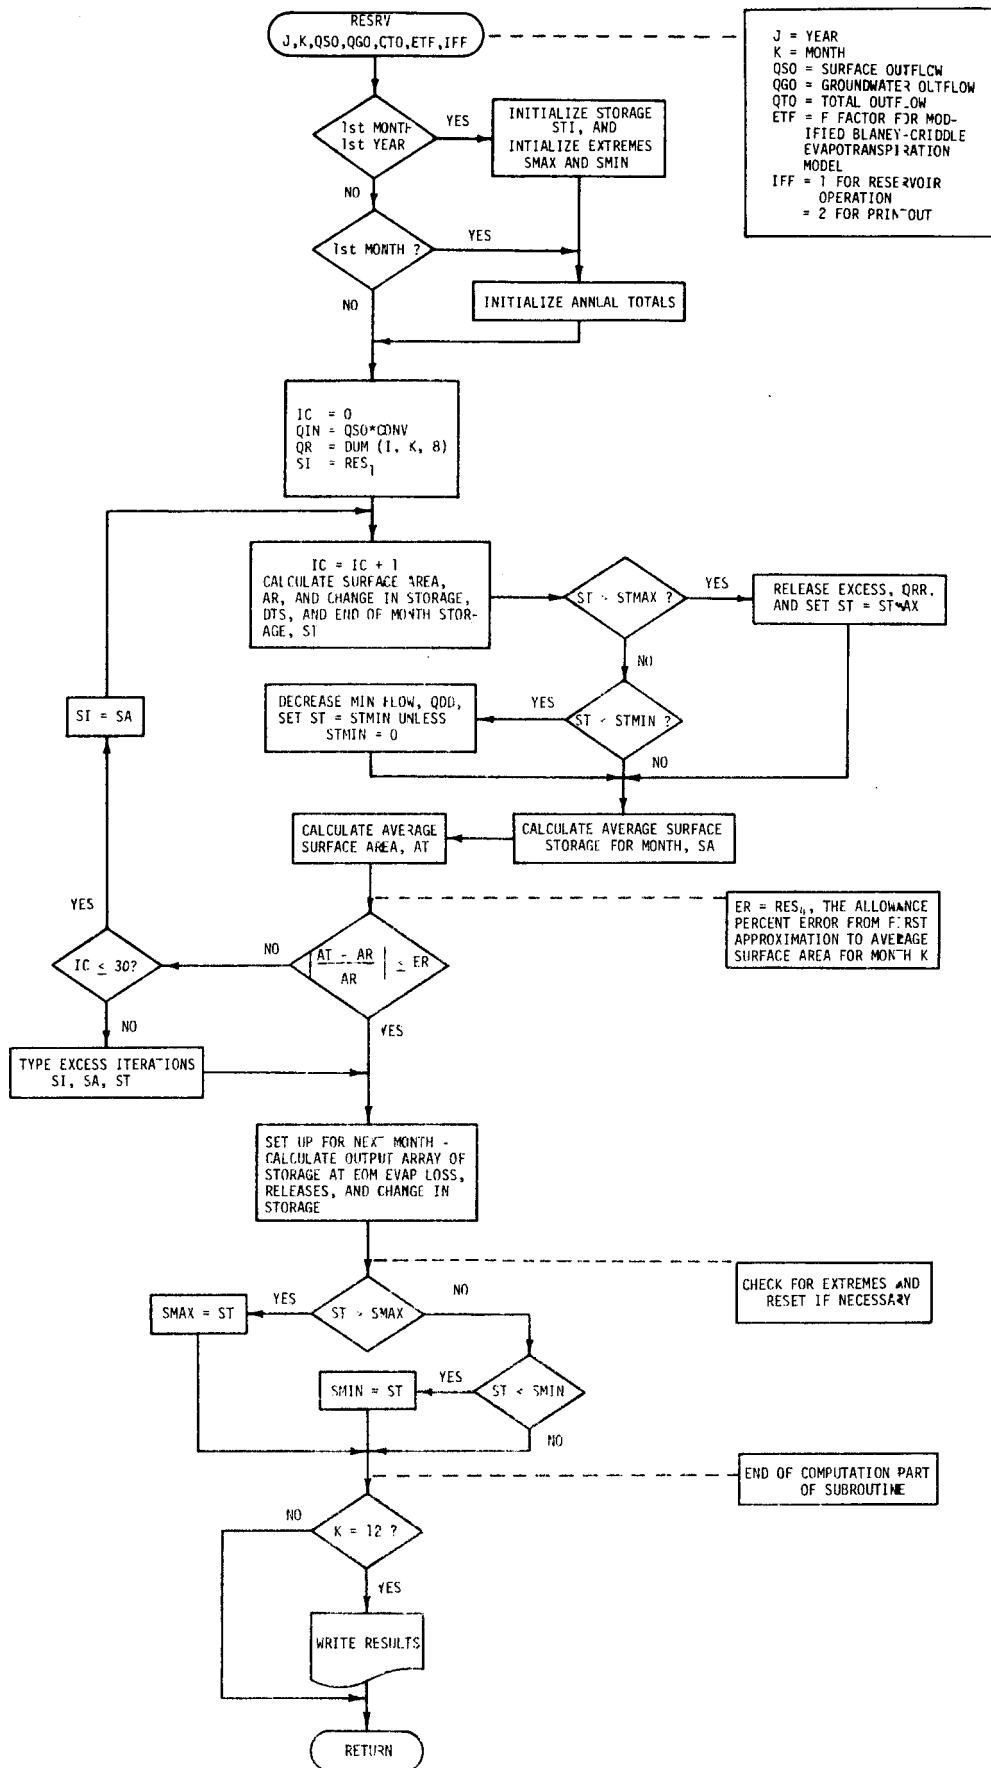 RESRV
J,K,QSO,QGO,CTO,ETF,IFF
J = YEAR
K = MONTH
QSO = SURFACE OUTFLCW
QGO = GROUNDWATER OLTFLOW
QTO = TOTAL OUTFLOW
ETF = F FACTOR FOR MOD-
IFIED BLANEY-CRIDDLE
EVAPOTRANSPIRATION
MODEL
IFF = 1 FOR RESERVOIR
OPERATION
= 2 FOR PRINTOUT
1st MONTH
1st YEAR
YES
INITIALIZE STORAGE
STI, AND
INTIALIZE EXTREMES
SMAX AND SMIN
NO
1st MONTH ?
YES
INITIALIZE ANNLAL TOTALS
NO
IC = 0
QIN = QSO*CONV
QR = DUM (I, K, 8)
SI = RES1
IC = IC + 1
CALCULATE SURFACE AREA,
AR, AND CHANGE IN STORAGE,
DTS, AND END OF MONTH STOR-
AGE, ST
ST > STMAX ?
YES
RELEASE EXCESS, QRR,
AND SET ST = STMAX
NO
SI = SA
DECREASE MIN FLOW, QDD,
SET ST = STMIN UNLESS
STMIN = 0
YES
ST < STMIN ?
NO
CALCULATE AVERAGE
SURFACE AREA, AT
CALCULATE AVERAGE SURFACE
STORAGE FOR MONTH, SA
YES
ER = RES4, THE ALLOWANCE
PERCENT ERROR FROM FIRST
APPROXIMATION TO AVERAGE
SURFACE AREA FOR MONTH K
IC ≤ 30?
NO
| AT - AR / AR | ≤ ER
NO
YES
TYPE EXCESS ITERATIONS
SI, SA, ST
SET UP FOR NEXT MONTH -
CALCULATE OUTPUT ARRAY OF
STORAGE AT EOM EVAP LOSS,
RELEASES, AND CHANGE IN
STORAGE
CHECK FOR EXTREMES AND
RESET IF NECESSARY
SMAX = ST
YES
ST > SMAX
NO
SMIN = ST
YES
ST < SMIN
NO
END OF COMPUTATION PART
OF SUBROUTINE
NO
K = 12 ?
YES
WRITE RESULTS
RETURN